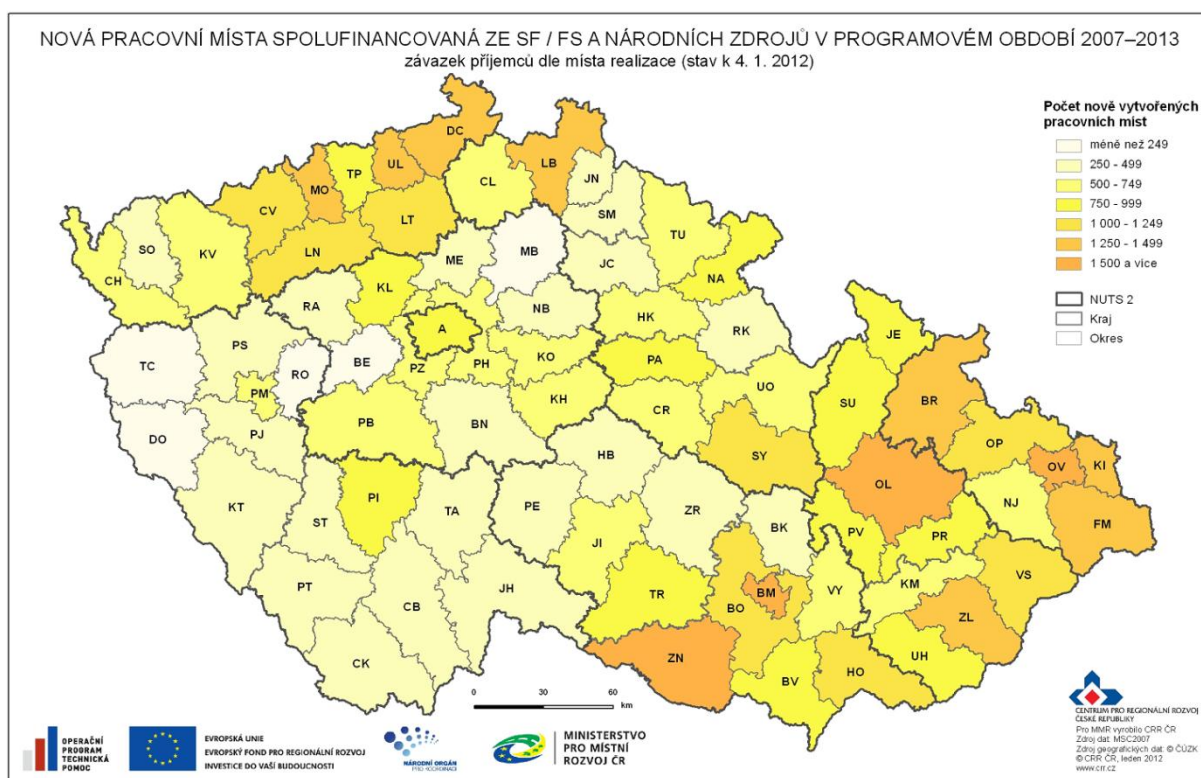 NOVÁ PRACOVNÍ MÍSTA SPOLUFINANCOVANÁ ZE SF / FS A NÁRODNÍCH ZDROJŮ V PROGRAMOVÉM OBDOBÍ 2007–2013
závazek příjemců dle místa realizace (stav k 4. 1. 2012)
Počet nově vytvořených
pracovních míst
méně než 249
250 - 499
500 - 749
750 - 999
1 000 - 1 249
1 250 - 1 499
1 500 a více
NUTS 2
Kraj
Okres
DC
UL
LB
TP
MO
CL
JN
CV
LT
SM
SO
KV
LN
MB
TU
CH
ME
JC
NA
KL
RA
NB
HK
RK
A
PS
BE
KO
PA
JE
TC
RO
PZ
PH
UO
PM
KH
CR
SU
BR
DO
PJ
PB
BN
SY
OP
HB
OV
KI
OL
PI
KT
ST
TA
PE
ZR
BK
NJ
FM
JI
PV
PR
PT
CB
JH
TR
BO
BM
VY
KM
VS
ZL
CK
ZN
HO
UH
BV
0 30 60
km
OPERAČNÍ
PROGRAM
TECHNICKÁ
POMOC
EVROPSKÁ UNIE
EVROPSKÝ FOND PRO REGIONÁLNÍ ROZVOJ
INVESTICE DO VAŠÍ BUDOUCNOSTI
NÁRODNÍ ORGÁN
PRO KOORDINACI
MINISTERSTVO
PRO MÍSTNÍ
ROZVOJ ČR
CENTRUM PRO REGIONÁLNÍ ROZVOJ
ČESKÉ REPUBLIKY
Pro MMR vyrobilo CRR ČR
Zdroj dat: MSC2007
Zdroj geografických dat: © ČÚZK
© CRR ČR, leden 2012
www.crr.cz